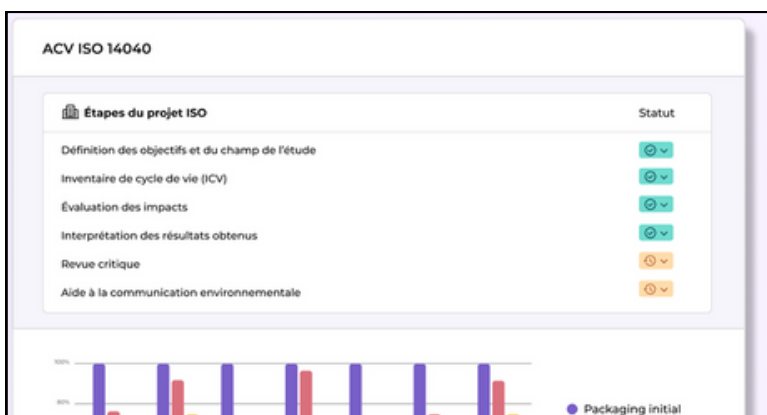 ACV ISO 14040
Étapes du projet ISO Statut
Définition des objectifs et du champ de l'étude
Inventaire de cycle de vie (ICV)
Évaluation des impacts
Interprétation des résultats obtenus
Revue critique
Aide à la communication environnementale
100%
80%
Packaging initial